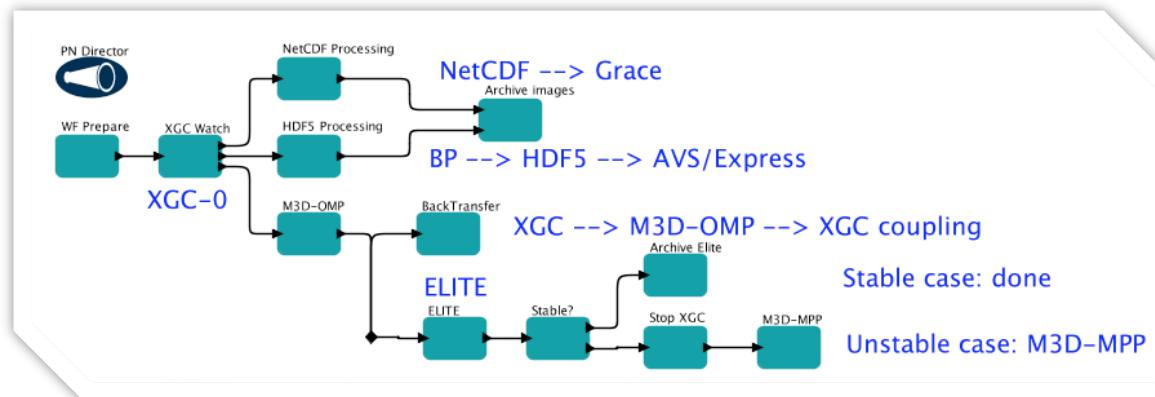 PN Director
NetCDF Processing
NetCDF --> Grace
Archive images
WF Prepare
XGC Watch
HDF5 Processing
BP --> HDF5 --> AVS/Express
XGC-0
M3D-OMP
BackTransfer
XGC --> M3D-OMP --> XGC coupling
Archive Elite
Stable case: done
ELITE
ELITE
Stable?
Stop XGC
M3D-MPP
Unstable case: M3D-MPP